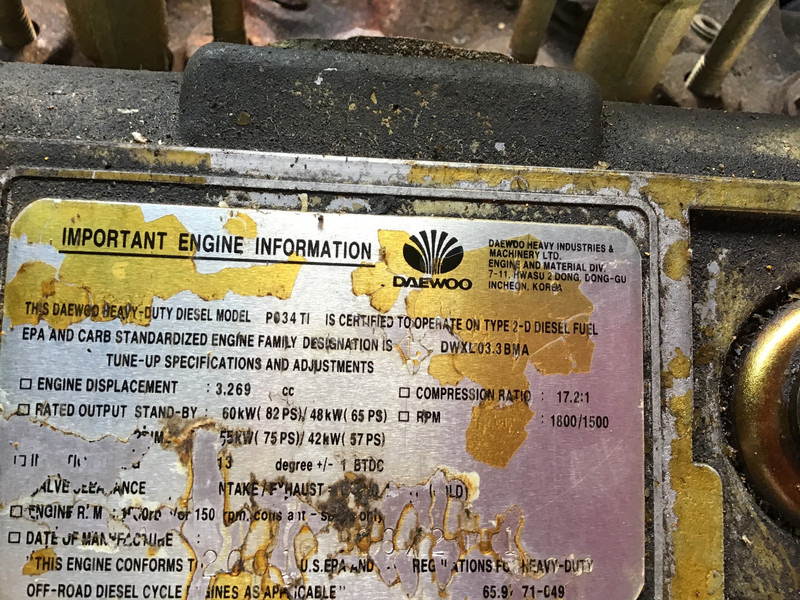 IMPORTANT ENGINE INFORMATION
DAEWOO
DAEWOO HEAVY INDUSTRIES &
MACHINERY LTD.
ENGINE AND MATERIAL DIV.
7-11, HWASU 2 DONG, DONG-GU
INCHEON, KOREA
THIS DAEWOO HEAVY-DUTY DIESEL MODEL P034TI IS CERTIFIED TO OPERATE ON TYPE 2-D DIESEL FUEL
EPA AND CARB STANDARDIZED ENGINE FAMILY DESIGNATION IS DWXL03.3BMA
TUNE-UP SPECIFICATIONS AND ADJUSTMENTS
ENGINE DISPLACEMENT : 3.269 cc
COMPRESSION RATIO : 17.2:1
RATED OUTPUT STAND-BY : 60kW( 82 PS)/ 48kW( 65 PS)
RPM : 1800/1500
55kW( 75 PS)/ 42kW( 57 PS)
13 degree +/- 1 BTDC
ENGINE 150 rpm
DATE OF MANUFACTURE :
"THIS ENGINE CONFORMS U.S.EPA AND HEAVY-DUTY
OFF-ROAD DIESEL CYCLE AS APPLICABLE" 71-049